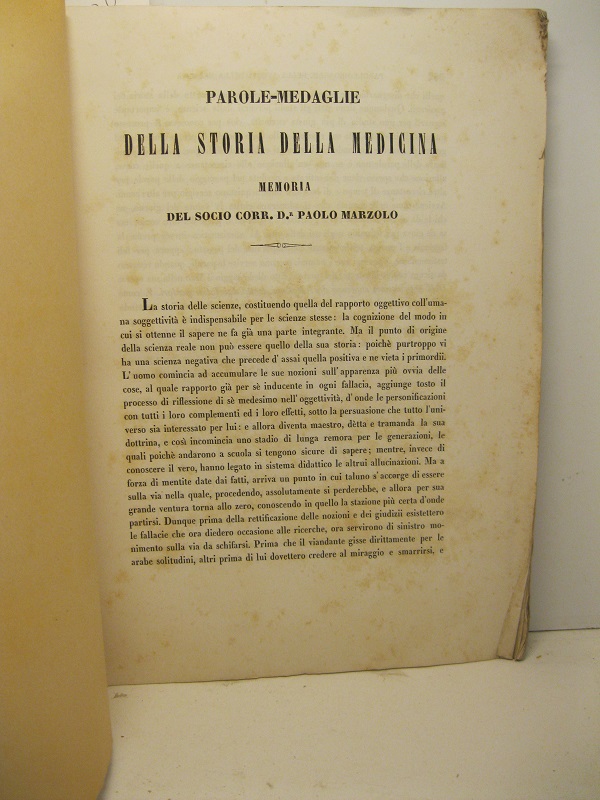 PAROLE-MEDAGLIE
DELLA STORIA DELLA MEDICINA
MEMORIA
DEL SOCIO CORR. D.r PAOLO MARZOLO
La storia delle scienze, costituendo quella del rapporto oggettivo coll'uma-
na soggettività è indispensabile per le scienze stesse: la cognizione del modo in
cui si ottenne il sapere ne fa già una parte integrante. Ma il punto di origine
della scienza reale non può essere quello della sua storia: poichè purtroppo vi
ha una scienza negativa che precede d'assai quella positiva e ne vieta i primordii.
L'uomo comincia ad accumulare le sue nozioni sull'apparenza più ovvia delle
cose, al quale rapporto già per sè inducente in ogni fallacia, aggiunge tosto il
processo di riflessione di sè medesimo nell'oggettività, d'onde le personificazioni
con tutti i loro complementi ed i loro effetti, sotto la persuasione che tutto l'uni-
verso sia interessato per lui: e allora diventa maestro, dètta e tramanda la sua
dottrina, e così incomincia uno stadio di lunga remora per le generazioni, le
quali poichè andarono a scuola si tengono sicure di sapere; mentre, invece di
conoscere il vero, hanno legato in sistema didattico le altrui allucinazioni. Ma a
forza di mentite date dai fatti, arriva un punto in cui taluno s'accorge di essere
sulla via nella quale, procedendo, assolutamente si perderebbe, e allora per sua
grande ventura torna allo zero, conoscendo in quello la stazione più certa d'onde
partirsi. Dunque prima della rettificazione delle nozioni e dei giudizii esistettero
le fallacie che ora diedero occasione alle ricerche, ora servirono di sinistro mo-
nimento sulla via da schifarsi. Prima che il viandante gisse dirittamente per le
arabe solitudini, altri prima di lui dovettero credere al miraggio e smarrirsi, e